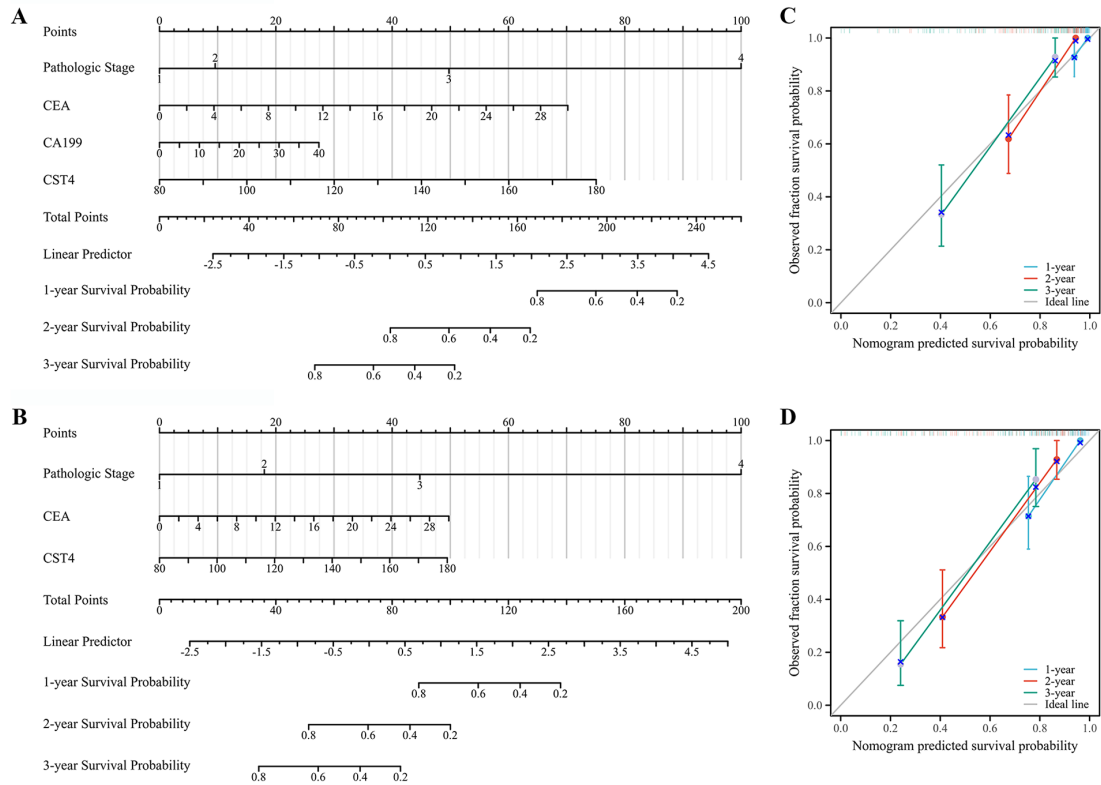 A
Points
0 20 40 60 80 100
Pathologic Stage
1 2 3 4
CEA
0 4 8 12 16 20 24 28
CA199
0 10 20 30 40
CST4
80 100 120 140 160 180
Total Points
0 40 80 120 160 200 240
Linear Predictor
-2.5 -1.5 -0.5 0.5 1.5 2.5 3.5 4.5
1-year Survival Probability
0.8 0.6 0.4 0.2
2-year Survival Probability
0.8 0.6 0.4 0.2
3-year Survival Probability
0.8 0.6 0.4 0.2
B
Points
0 20 40 60 80 100
Pathologic Stage
1 2 3 4
CEA
0 4 8 12 16 20 24 28
CST4
80 100 120 140 160 180
Total Points
0 40 80 120 160 200
Linear Predictor
-2.5 -1.5 -0.5 0.5 1.5 2.5 3.5 4.5
1-year Survival Probability
0.8 0.6 0.4 0.2
2-year Survival Probability
0.8 0.6 0.4 0.2
3-year Survival Probability
0.8 0.6 0.4 0.2
C
Observed fraction survival probability
1.0
0.8
0.6
0.4
0.2
0.0
1-year
2-year
3-year
Ideal line
0.0 0.2 0.4 0.6 0.8 1.0
Nomogram predicted survival probability
D
Observed fraction survival probability
1.0
0.8
0.6
0.4
0.2
0.0
1-year
2-year
3-year
Ideal line
0.0 0.2 0.4 0.6 0.8 1.0
Nomogram predicted survival probability